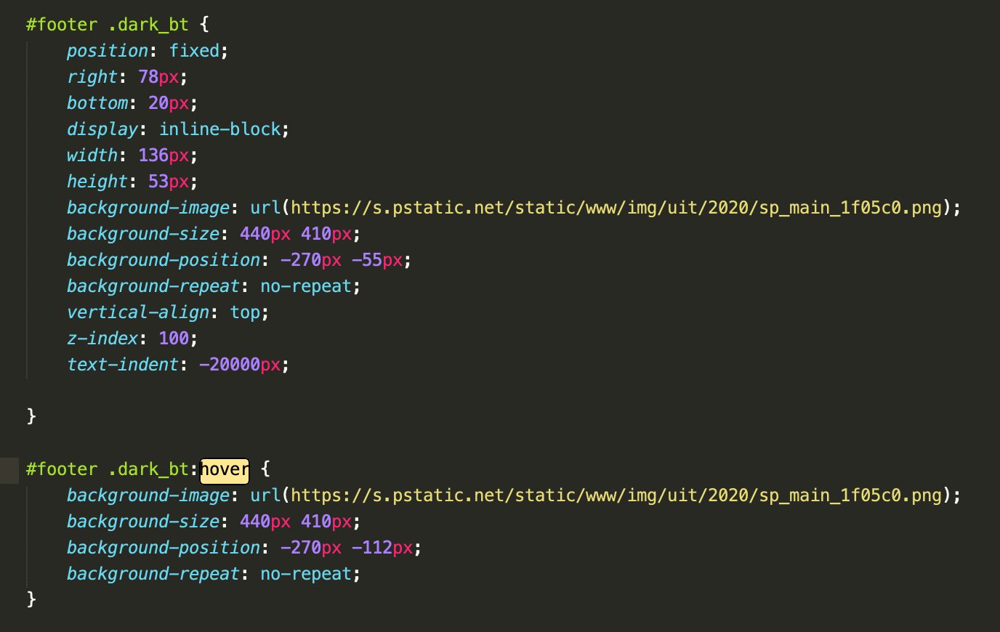 #footer .dark_bt {
position: fixed;
right: 78px;
bottom: 20px;
display: inline-block;
width: 136px;
height: 53px;
background-image: url(https://s.pstatic.net/static/www/img/uit/2020/sp_main_1f05c0.png);
background-size: 440px 410px;
background-position: -270px -55px;
background-repeat: no-repeat;
vertical-align: top;
z-index: 100;
text-indent: -20000px;
}
#footer .dark_bt:hover {
background-image: url(https://s.pstatic.net/static/www/img/uit/2020/sp_main_1f05c0.png);
background-size: 440px 410px;
background-position: -270px -112px;
background-repeat: no-repeat;
}